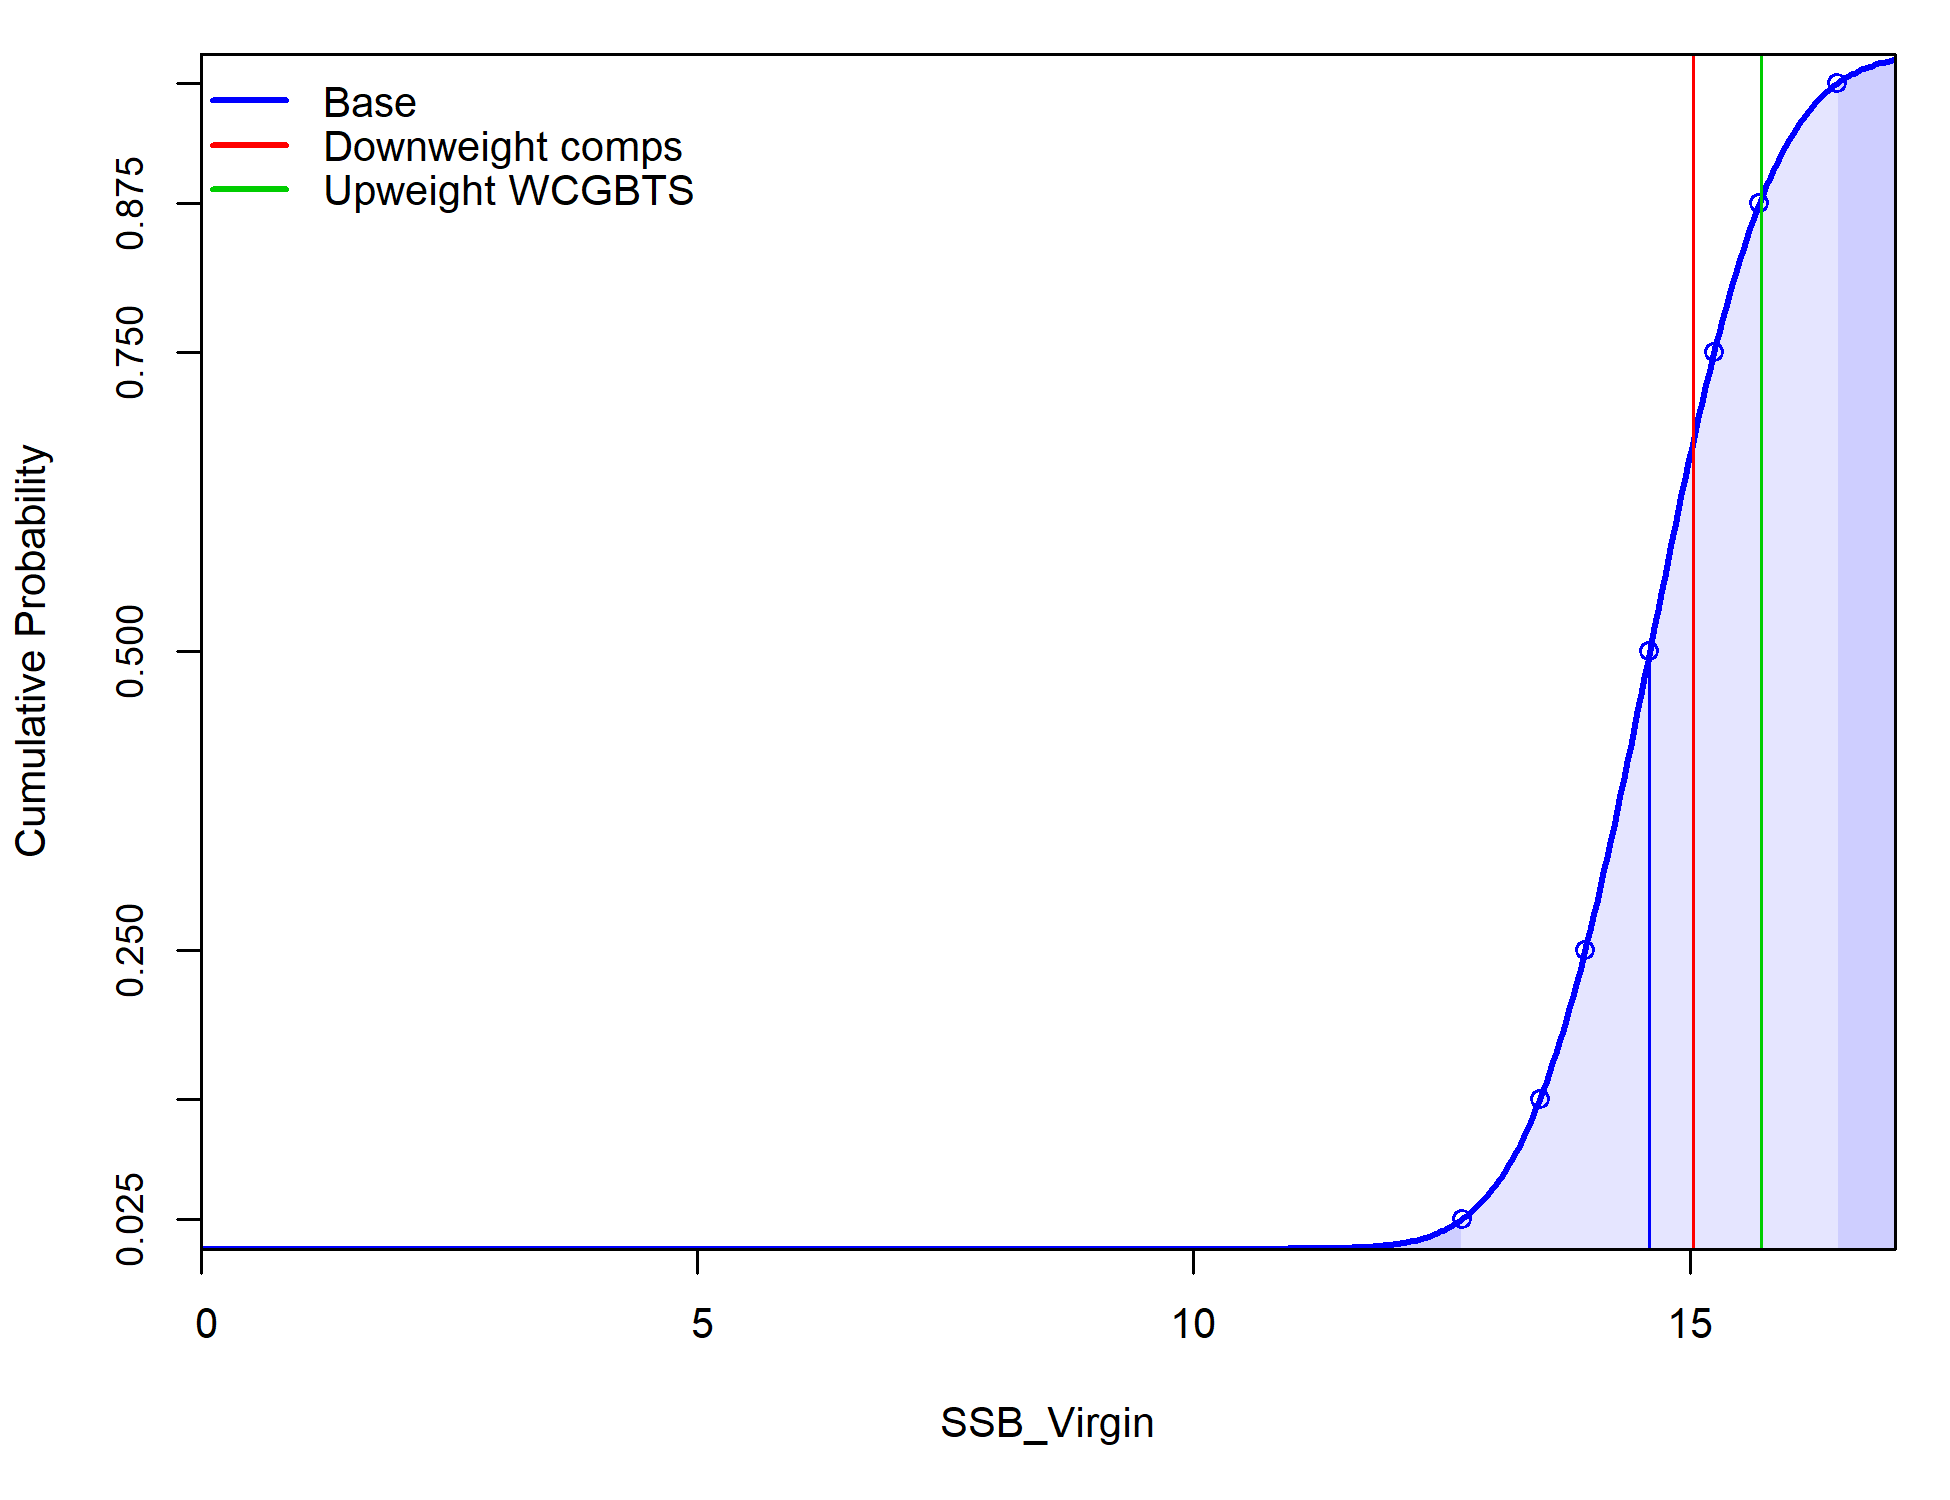 Base
Downweight comps
Upweight WCGBTS
Cumulative Probability
0.875
0.750
0.500
0.250
0.025
0
5
10
15
SSB_Virgin